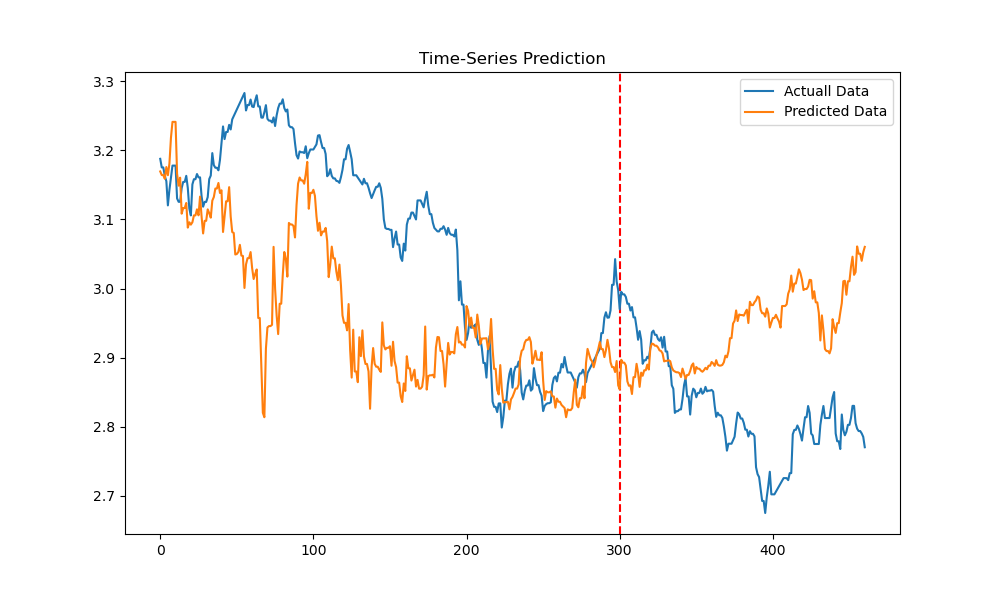 Time-Series Prediction
Actuall Data
Predicted Data
3.3
3.2
3.1
3.0
2.9
2.8
2.7
0 100 200 300 400